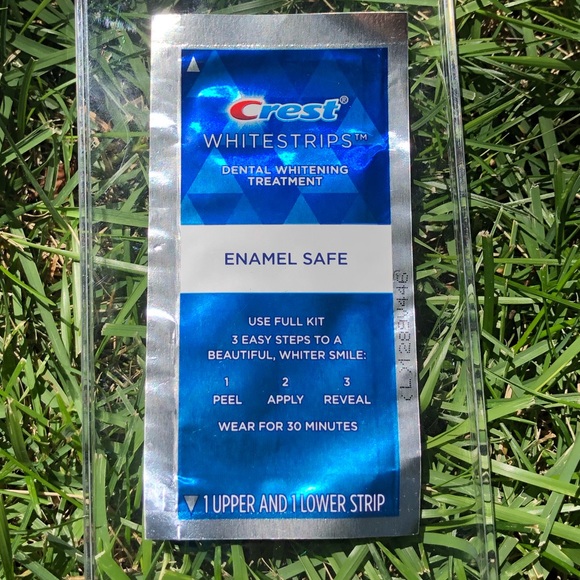 Crest®
WHITESTRIPS™
DENTAL WHITENING
TREATMENT
ENAMEL SAFE
USE FULL KIT
3 EASY STEPS TO A
BEAUTIFUL, WHITER SMILE:
1 2 3
PEEL APPLY REVEAL
WEAR FOR 30 MINUTES
1 UPPER AND 1 LOWER STRIP